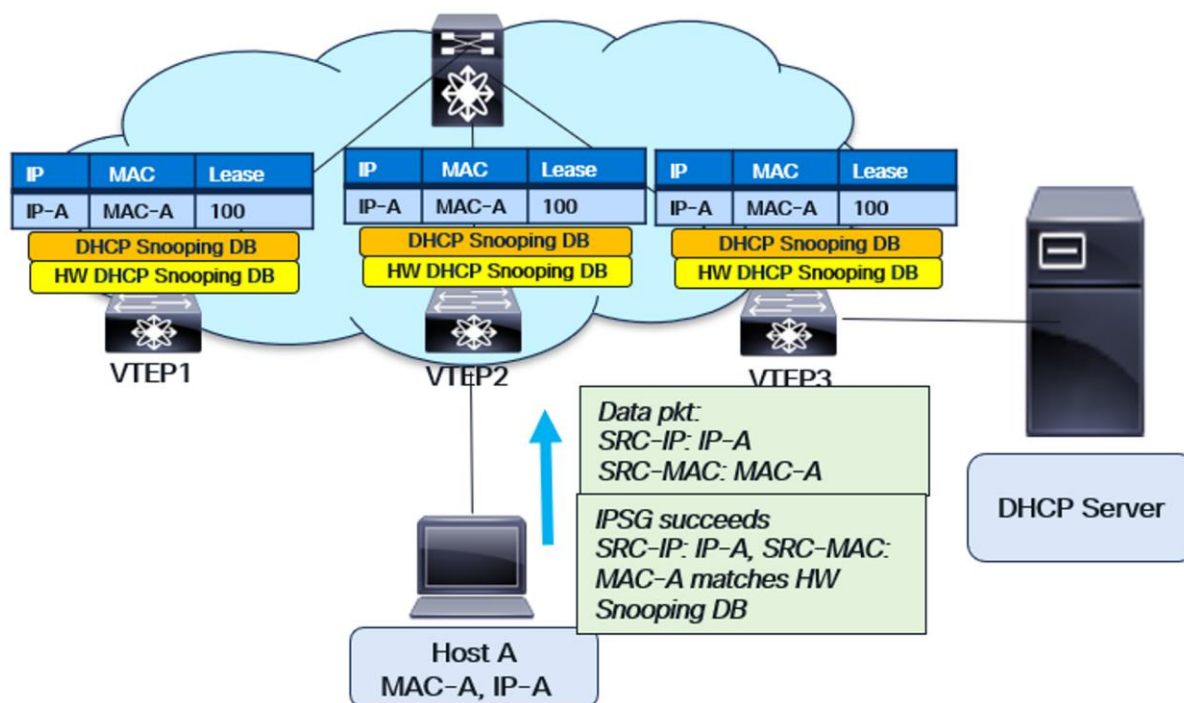 IP MAC Lease
IP-A MAC-A 100
DHCP Snooping DB
HW DHCP Snooping DB
VTEP1
IP MAC Lease
IP-A MAC-A 100
DHCP Snooping DB
HW DHCP Snooping DB
VTEP2
IP MAC Lease
IP-A MAC-A 100
DHCP Snooping DB
HW DHCP Snooping DB
VTEP3
Data pkt:
SRC-IP: IP-A
SRC-MAC: MAC-A
IPSG succeeds
SRC-IP: IP-A, SRC-MAC:
MAC-A matches HW
Snooping DB
DHCP Server
Host A
MAC-A, IP-A